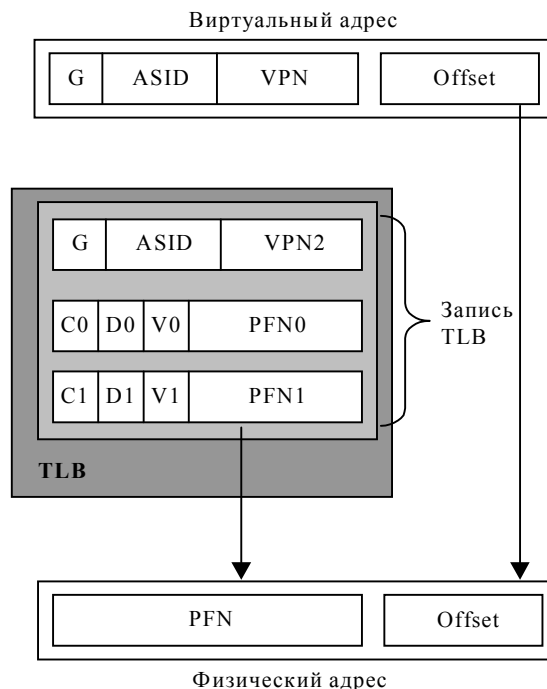 Виртуальный адрес
G ASID VPN Offset
G ASID VPN2
C0 D0 V0 PFN0
C1 D1 V1 PFN1
Запись
TLB
TLB
PFN Offset
Физический адрес